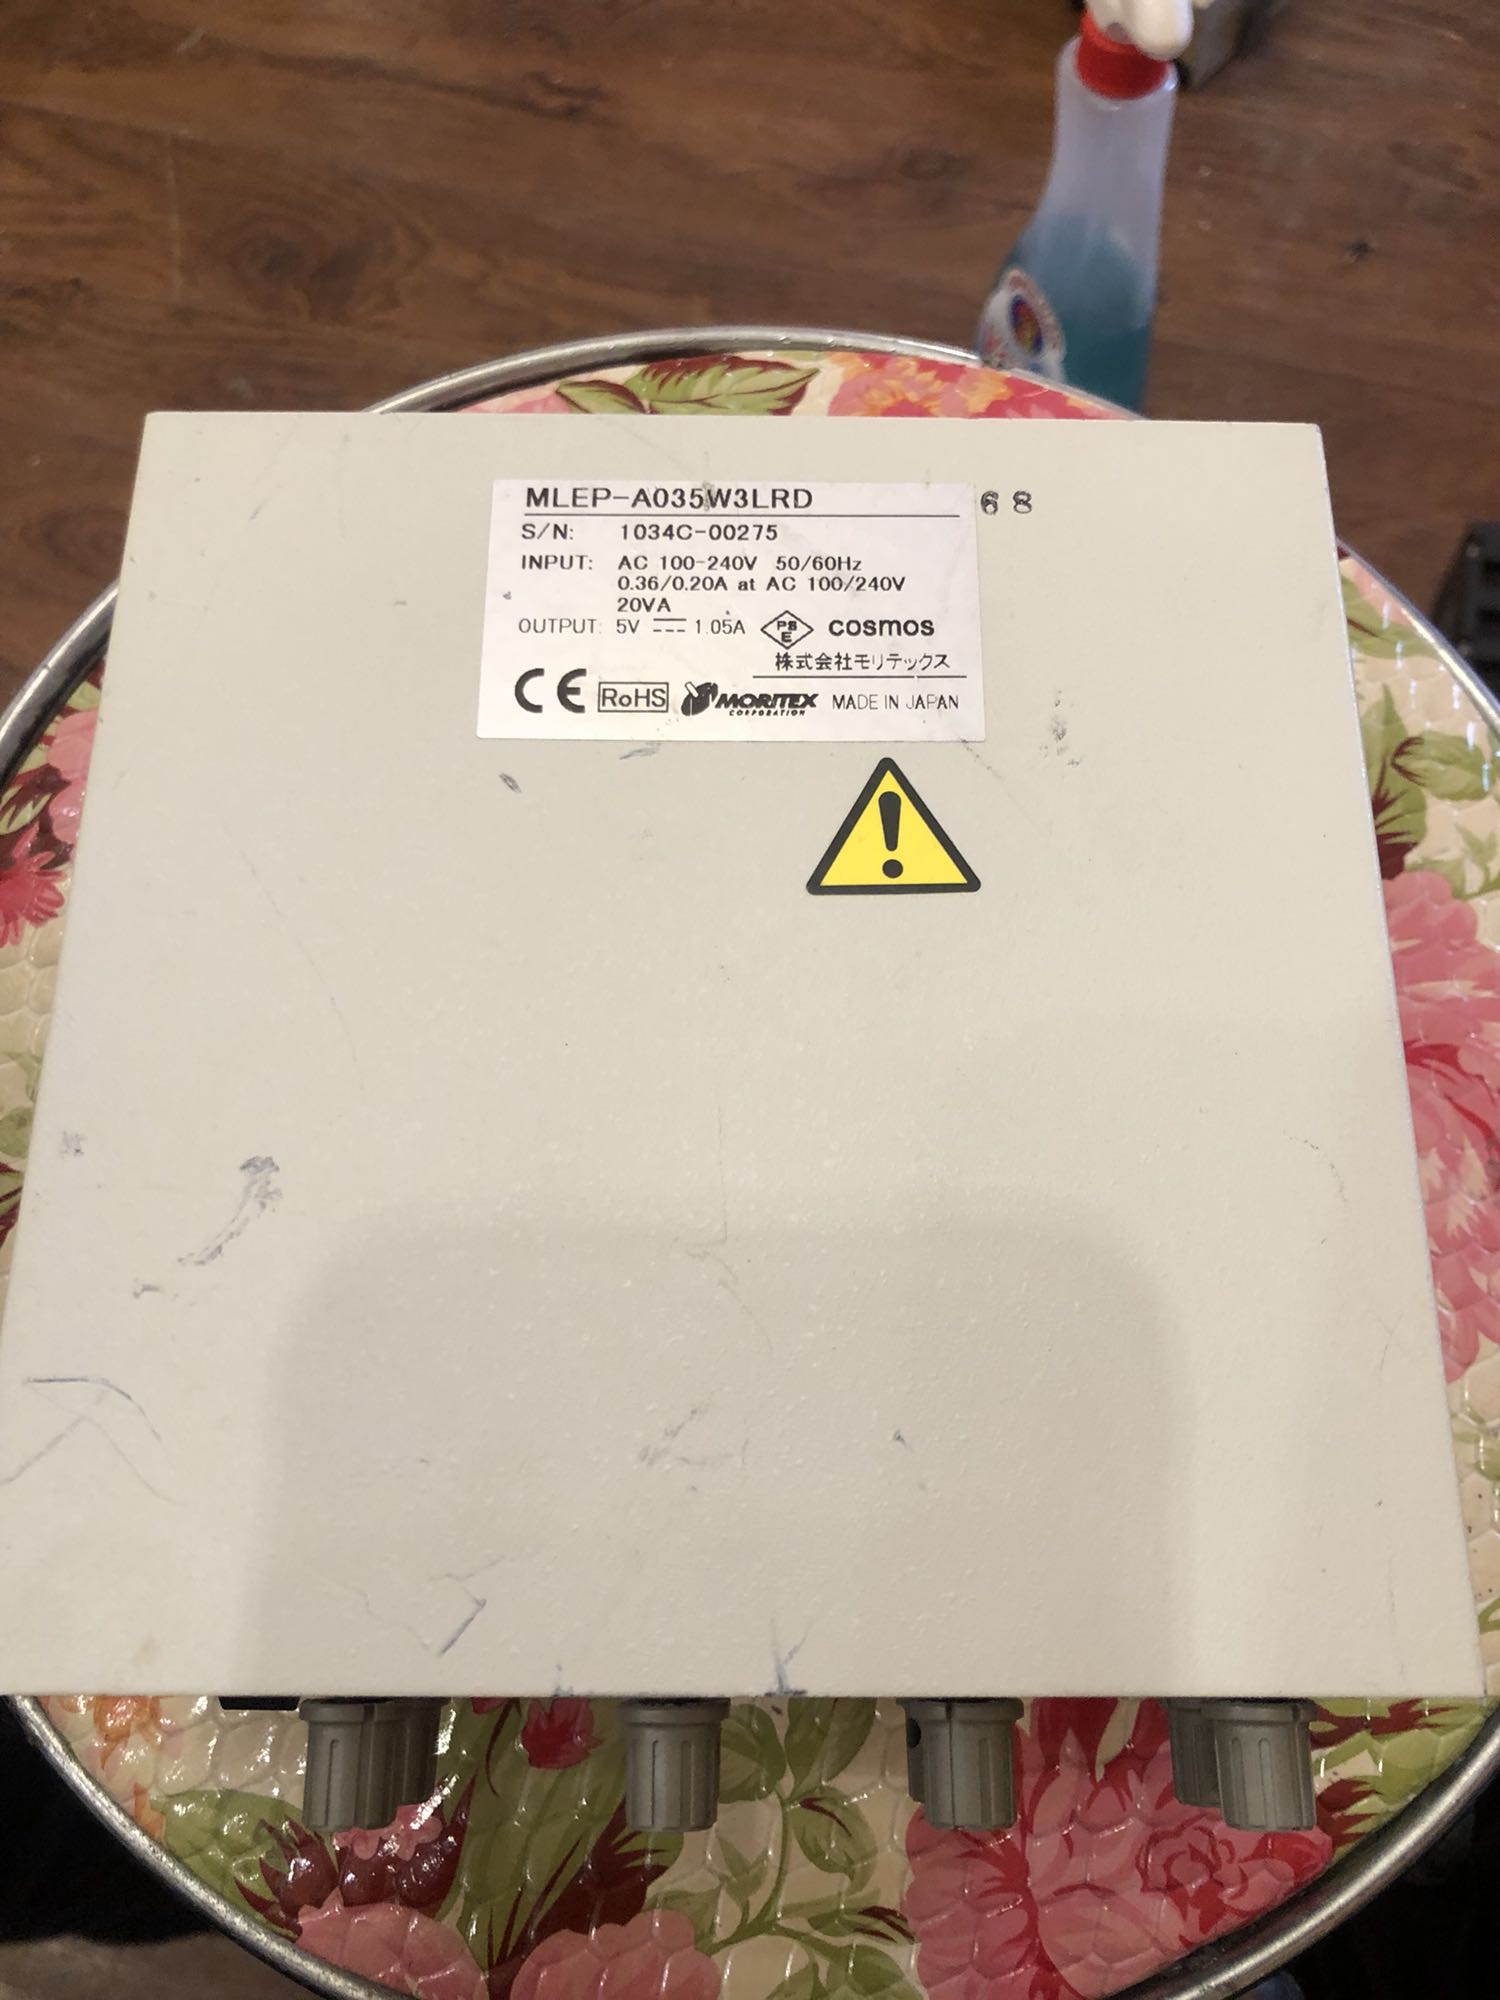 MLEP-A035W3LRD 68
S/N: 1034C-00275
INPUT: AC 100-240V 50/60Hz
0.36/0.20A at AC 100/240V
20VA
OUTPUT: 5V ⎓ 1.05A PS E COSMOS
株式会社モリテックス
CE RoHS MORITEX CORPORATION MADE IN JAPAN